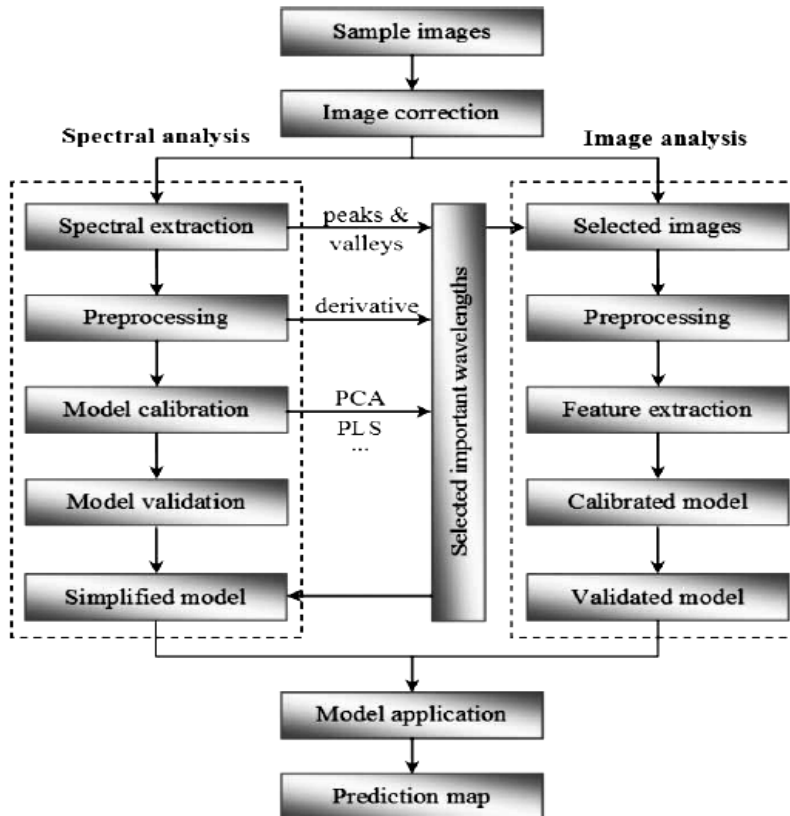 Sample images
Image correction
Spectral analysis
Image analysis
Spectral extraction
peaks &
valleys
Selected images
Preprocessing
derivative
Preprocessing
Model calibration
PCA
PLS
...
Feature extraction
Selected important wavelengths
Model validation
Calibrated model
Simplified model
Validated model
Model application
Prediction map